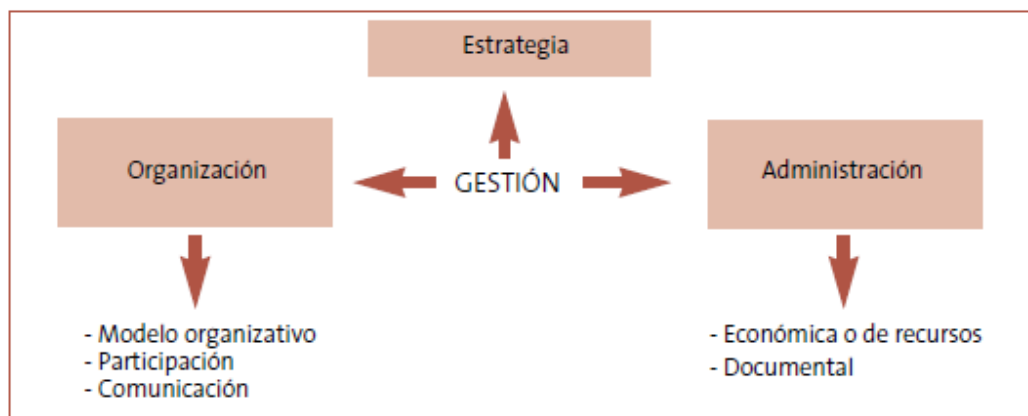 Estrategia
Organización
GESTIÓN
Administración
- Modelo organizativo
- Participación
- Comunicación
- Económica o de recursos
- Documental